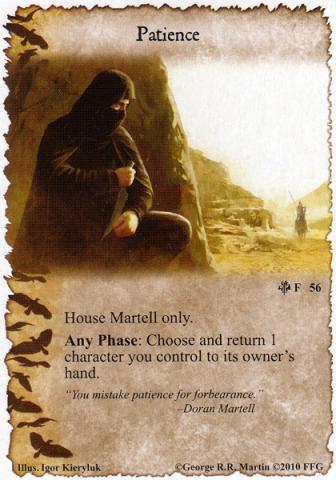 Patience
F 56
House Martell only.
Any Phase: Choose and return 1
character you control to its owner's
hand.
"You mistake patience for forbearance."
–Doran Martell
Illus. Igor Kieryluk ©George R.R. Martin ©2010 FFG